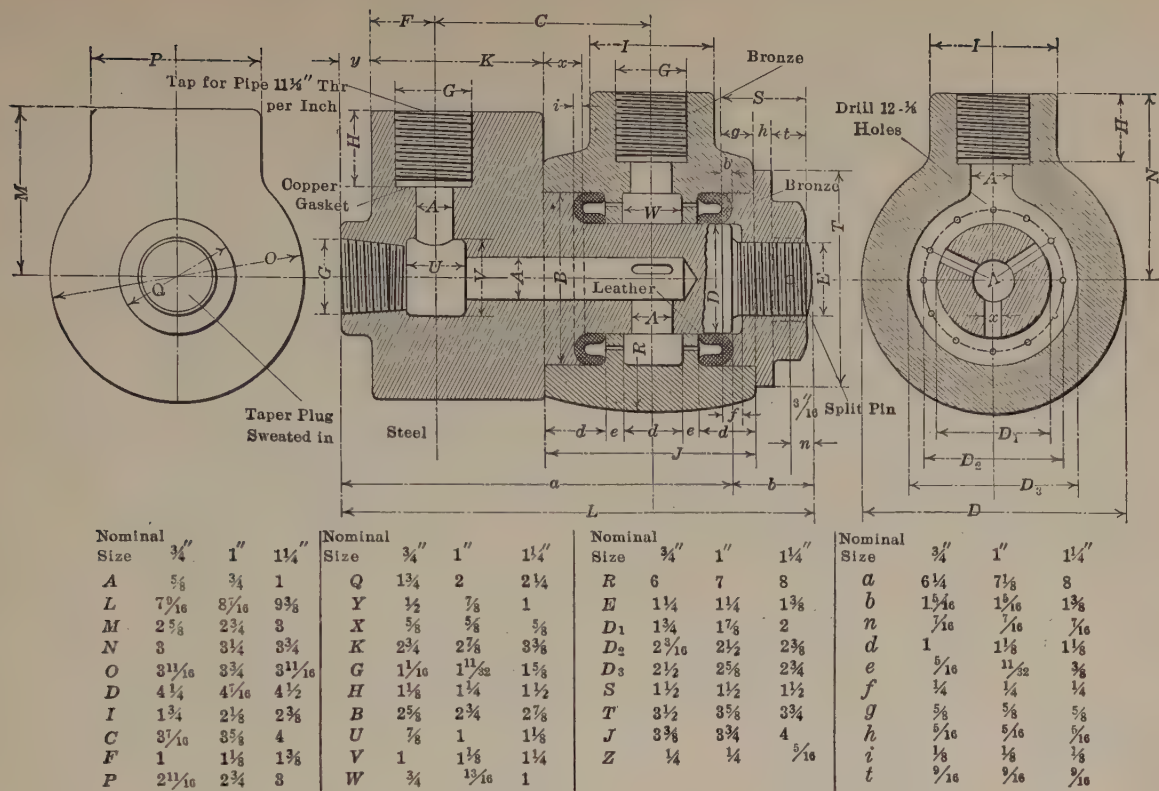 F C
P y K x I G Bronze I
Tap for Pipe 11½″ Thr
per Inch
G i S
g h t
Drill 12-⅛
Holes
H H
M N
b
Copper
Gasket
Bronze
A W A
O T
G U V A B D E
Q Leather A
A x
R
3/16″ Split Pin
Taper Plug
Sweated in
Steel
f
d e d e d n
J
D₁
D₂
D₃
a b
L D
Nominal
Size ¾″ 1″ 1¼″
A ⅝ ¾ 1
L 7 9/16 8 7/16 9⅜
M 2⅝ 2¾ 3
N 3 3¼ 3¾
O 3 11/16 3¾ 3 11/16
D 4¼ 4 7/16 4½
I 1¾ 2⅛ 2⅜
C 3 7/16 3⅝ 4
F 1 1⅛ 1⅜
P 2 11/16 2¾ 3
Nominal
Size ¾″ 1″ 1¼″
Q 1¾ 2 2¼
Y ½ ⅞ 1
X ⅝ ⅝ ⅝
K 2¾ 2⅞ 3⅜
G 1 1/16 1 11/32 1⅝
H 1⅛ 1¼ 1½
B 2⅝ 2¾ 2⅞
U ⅞ 1 1⅛
V 1 1⅛ 1¼
W ¾ 13/16 1
Nominal
Size ¾″ 1″ 1¼″
R 6 7 8
E 1¼ 1¼ 1⅜
D₁ 1¾ 1⅞ 2
D₂ 2 3/16 2½ 2⅜
D₃ 2½ 2⅝ 2¾
S 1½ 1½ 1½
T 3½ 3⅝ 3¾
J 3⅜ 3¾ 4
Z ¼ ¼ 5/16
Nominal
Size ¾″ 1″ 1¼″
a 6¼ 7⅛ 8
b 1 5/16 1 5/16 1⅜
n 7/16 7/16 7/16
d 1 1⅛ 1⅛
e 5/16 11/32 ⅜
f ¼ ¼ ¼
g ⅝ ⅝ ⅝
h 5/16 5/16 5/16
i ⅛ ⅛ ⅛
t 9/16 9/16 9/16